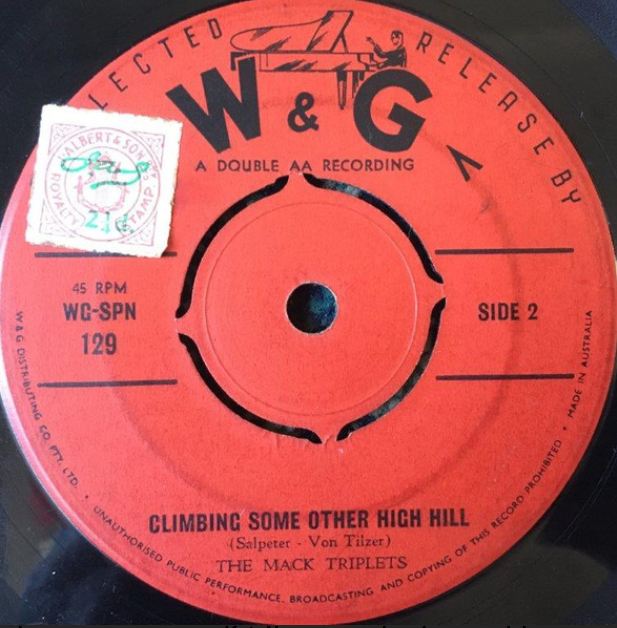 LECTED RELEASE BY
W & G
A DOUBLE AA RECORDING
ALBERT & SON
ROYALTY STAMP
45 RPM
WG-SPN
129
SIDE 2
CLIMBING SOME OTHER HIGH HILL
(Salpeter - Von Tilzer)
THE MACK TRIPLETS
W & G DISTRIBUTING CO. PTY. LTD. • UNAUTHORISED PUBLIC PERFORMANCE, BROADCASTING AND COPYING OF THIS RECORD PROHIBITED • MADE IN AUSTRALIA